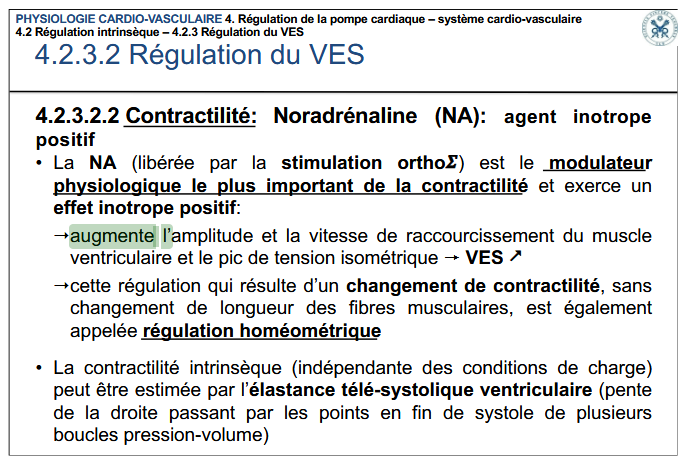 PHYSIOLOGIE CARDIO-VASCULAIRE 4. Régulation de la pompe cardiaque – système cardio-vasculaire
4.2 Régulation intrinsèque – 4.2.3 Régulation du VES
4.2.3.2 Régulation du VES
4.2.3.2.2 Contractilité: Noradrénaline (NA): agent inotrope
positif
• La NA (libérée par la stimulation orthoΣ) est le modulateur
physiologique le plus important de la contractilité et exerce un
effet inotrope positif:
→augmente l'amplitude et la vitesse de raccourcissement du muscle
ventriculaire et le pic de tension isométrique → VES ↗
→cette régulation qui résulte d'un changement de contractilité, sans
changement de longueur des fibres musculaires, est également
appelée régulation homéométrique
• La contractilité intrinsèque (indépendante des conditions de charge)
peut être estimée par l'élastance télé-systolique ventriculaire (pente
de la droite passant par les points en fin de systole de plusieurs
boucles pression-volume)